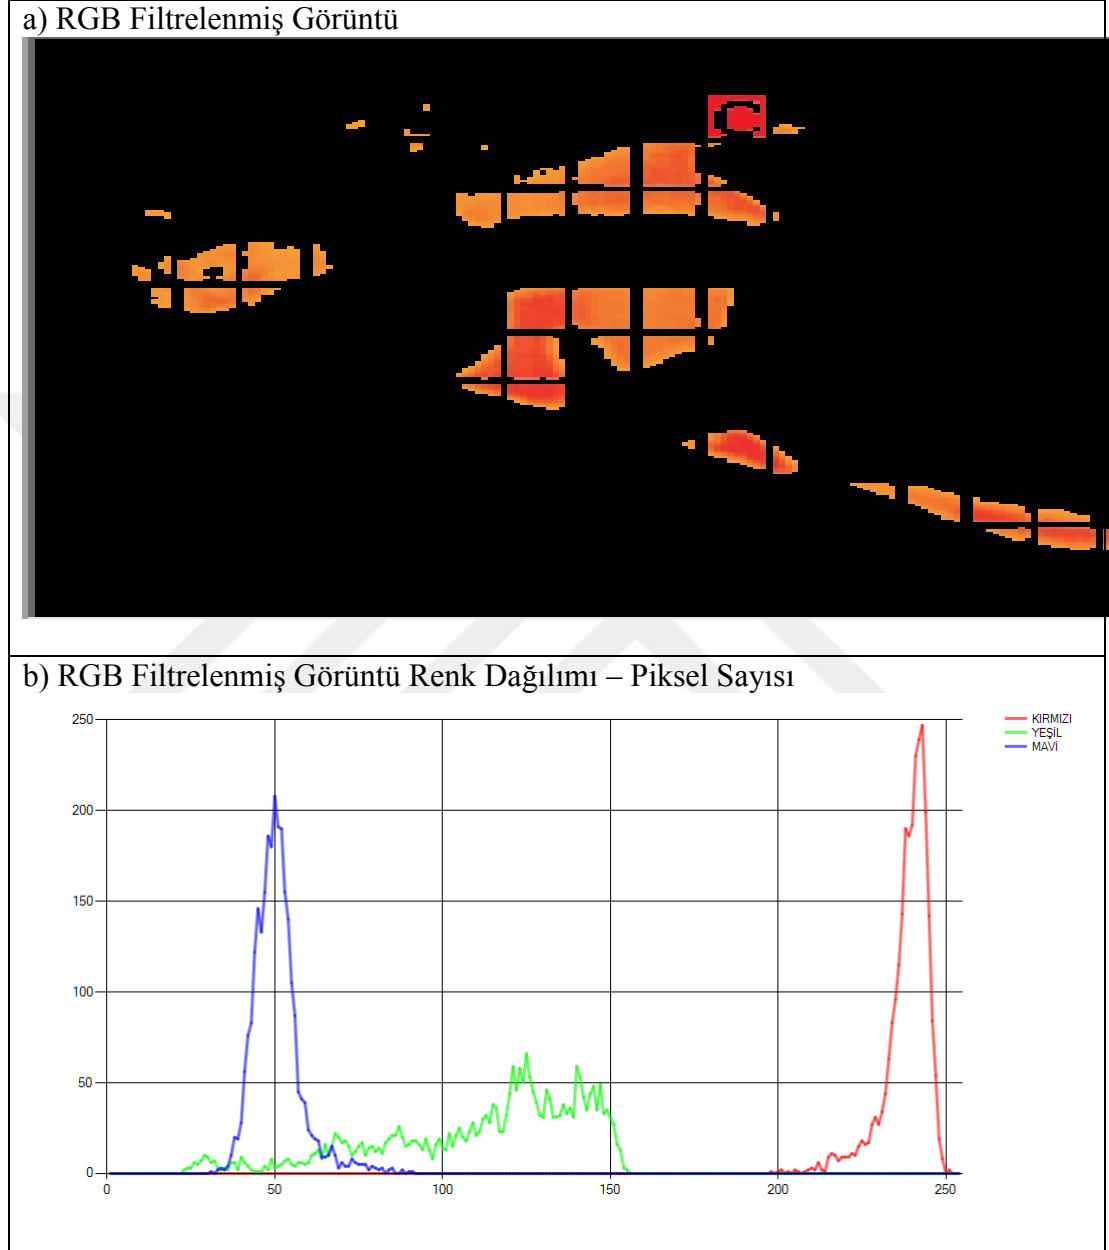 a) RGB Filtrelenmiş Görüntü
b) RGB Filtrelenmiş Görüntü Renk Dağılımı – Piksel Sayısı
250
200
150
100
50
0
0 50 100 150 200 250
KIRMIZI
YEŞİL
MAVİ